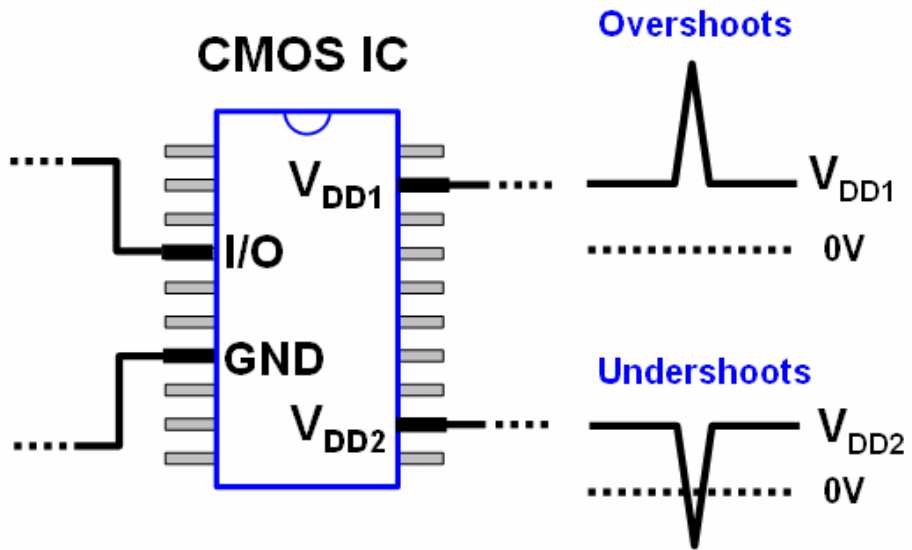 CMOS IC
VDD1
I/O
GND
VDD2
Overshoots
VDD1
0V
Undershoots
VDD2
0V